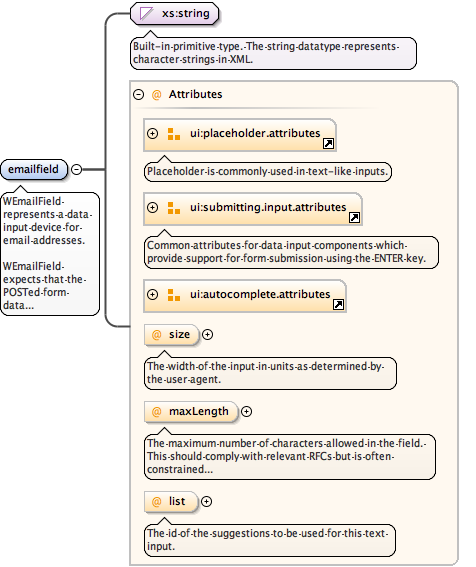 xs:string
Built-in primitive type. The string datatype represents
character strings in XML.
@ Attributes
ui:placeholder.attributes
Placeholder is commonly used in text-like inputs.
emailfield
WEmailField
represents a data
input device for
email addresses.
WEmailField
expects that the
POSTed form
data...
ui:submitting.input.attributes
Common attributes for data input components which
provide support for form submission using the ENTER key.
ui:autocomplete.attributes
@ size
The width of the input in units as determined by
the user agent.
@ maxLength
The maximum number of characters allowed in the field.
This should comply with relevant RFCs but is often
constrained...
@ list
The id of the suggestions to be used for this text
input.